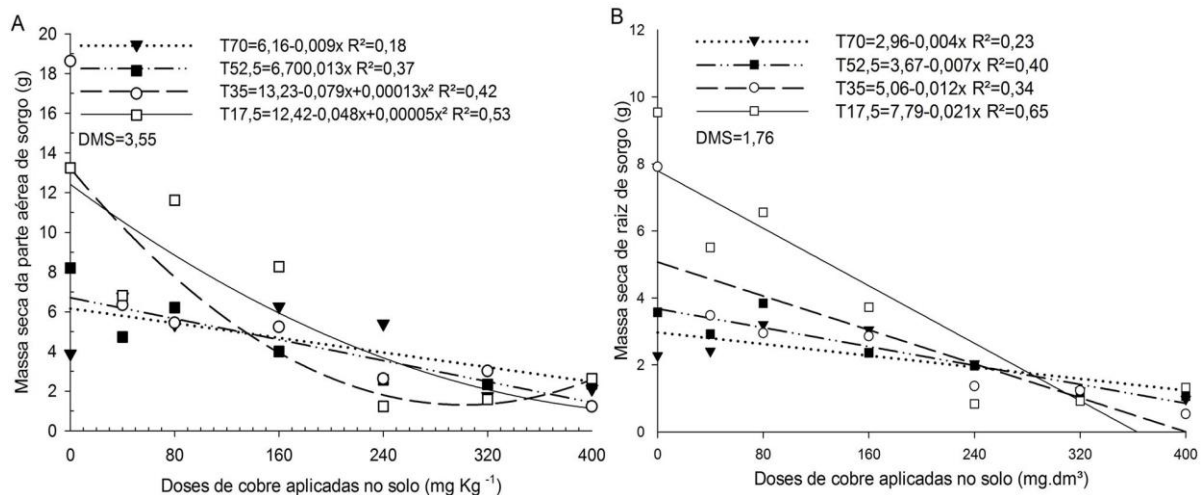 A
Massa seca da parte aérea de sorgo (g)
20
18
16
14
12
10
8
6
4
2
0
T70=6,16-0,009x R²=0,18
T52,5=6,700,013x R²=0,37
T35=13,23-0,079x+0,00013x² R²=0,42
T17,5=12,42-0,048x+0,00005x² R²=0,53
DMS=3,55
0 80 160 240 320 400
Doses de cobre aplicadas no solo (mg Kg -1)
B
Massa seca de raiz de sorgo (g)
12
10
8
6
4
2
0
T70=2,96-0,004x R²=0,23
T52,5=3,67-0,007x R²=0,40
T35=5,06-0,012x R²=0,34
T17,5=7,79-0,021x R²=0,65
DMS=1,76
0 80 160 240 320 400
Doses de cobre aplicadas no solo (mg.dm³)